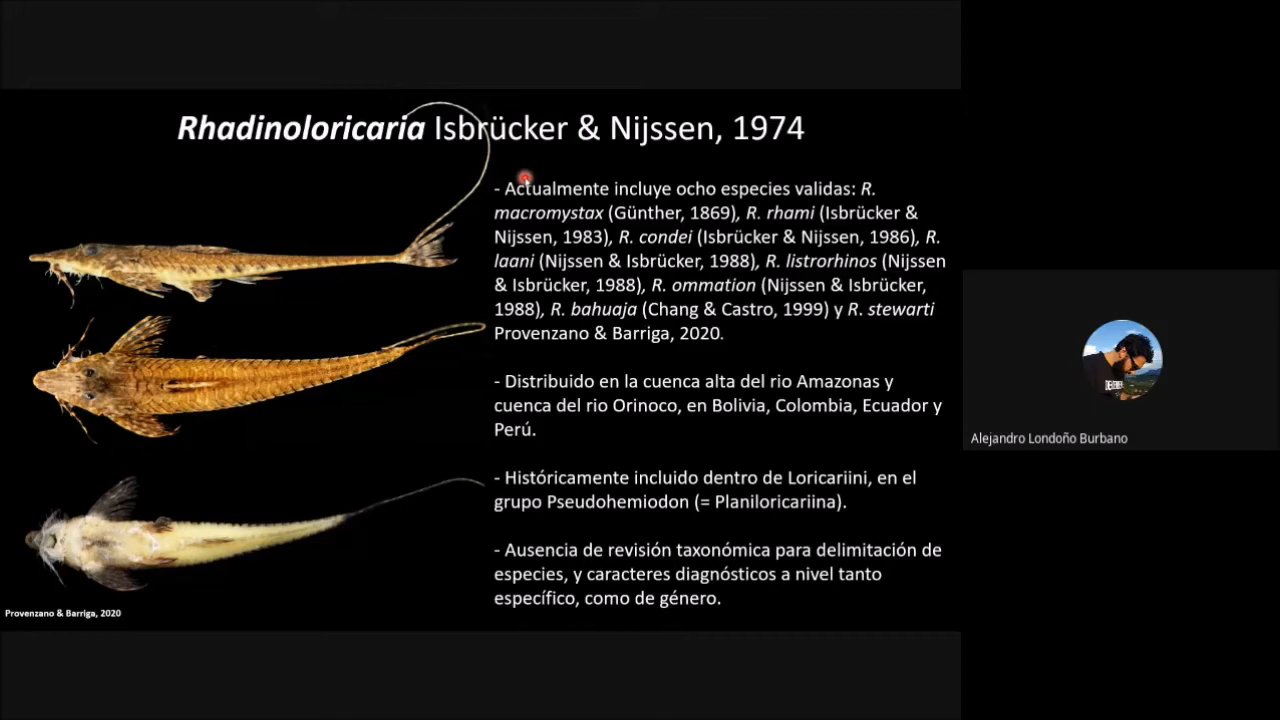 Rhadinoloricaria Isbrücker & Nijssen, 1974
- Actualmente incluye ocho especies validas: R.
macromystax (Günther, 1869), R. rhami (Isbrücker &
Nijssen, 1983), R. condei (Isbrücker & Nijssen, 1986), R.
laani (Nijssen & Isbrücker, 1988), R. listrorhinos (Nijssen
& Isbrücker, 1988), R. ommation (Nijssen & Isbrücker,
1988), R. bahuaja (Chang & Castro, 1999) y R. stewarti
Provenzano & Barriga, 2020.
- Distribuido en la cuenca alta del rio Amazonas y
cuenca del rio Orinoco, en Bolivia, Colombia, Ecuador y
Perú.
- Históricamente incluido dentro de Loricariini, en el
grupo Pseudohemiodon (= Planiloricariina).
- Ausencia de revisión taxonómica para delimitación de
especies, y caracteres diagnósticos a nivel tanto
específico, como de género.
Provenzano & Barriga, 2020
Alejandro Londoño Burbano